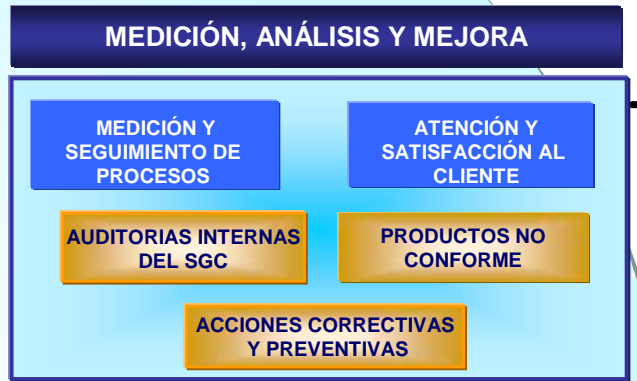 MEDICIÓN, ANÁLISIS Y MEJORA
MEDICIÓN Y
SEGUIMIENTO DE
PROCESOS
ATENCIÓN Y
SATISFACCIÓN AL
CLIENTE
AUDITORIAS INTERNAS
DEL SGC
PRODUCTOS NO
CONFORME
ACCIONES CORRECTIVAS
Y PREVENTIVAS